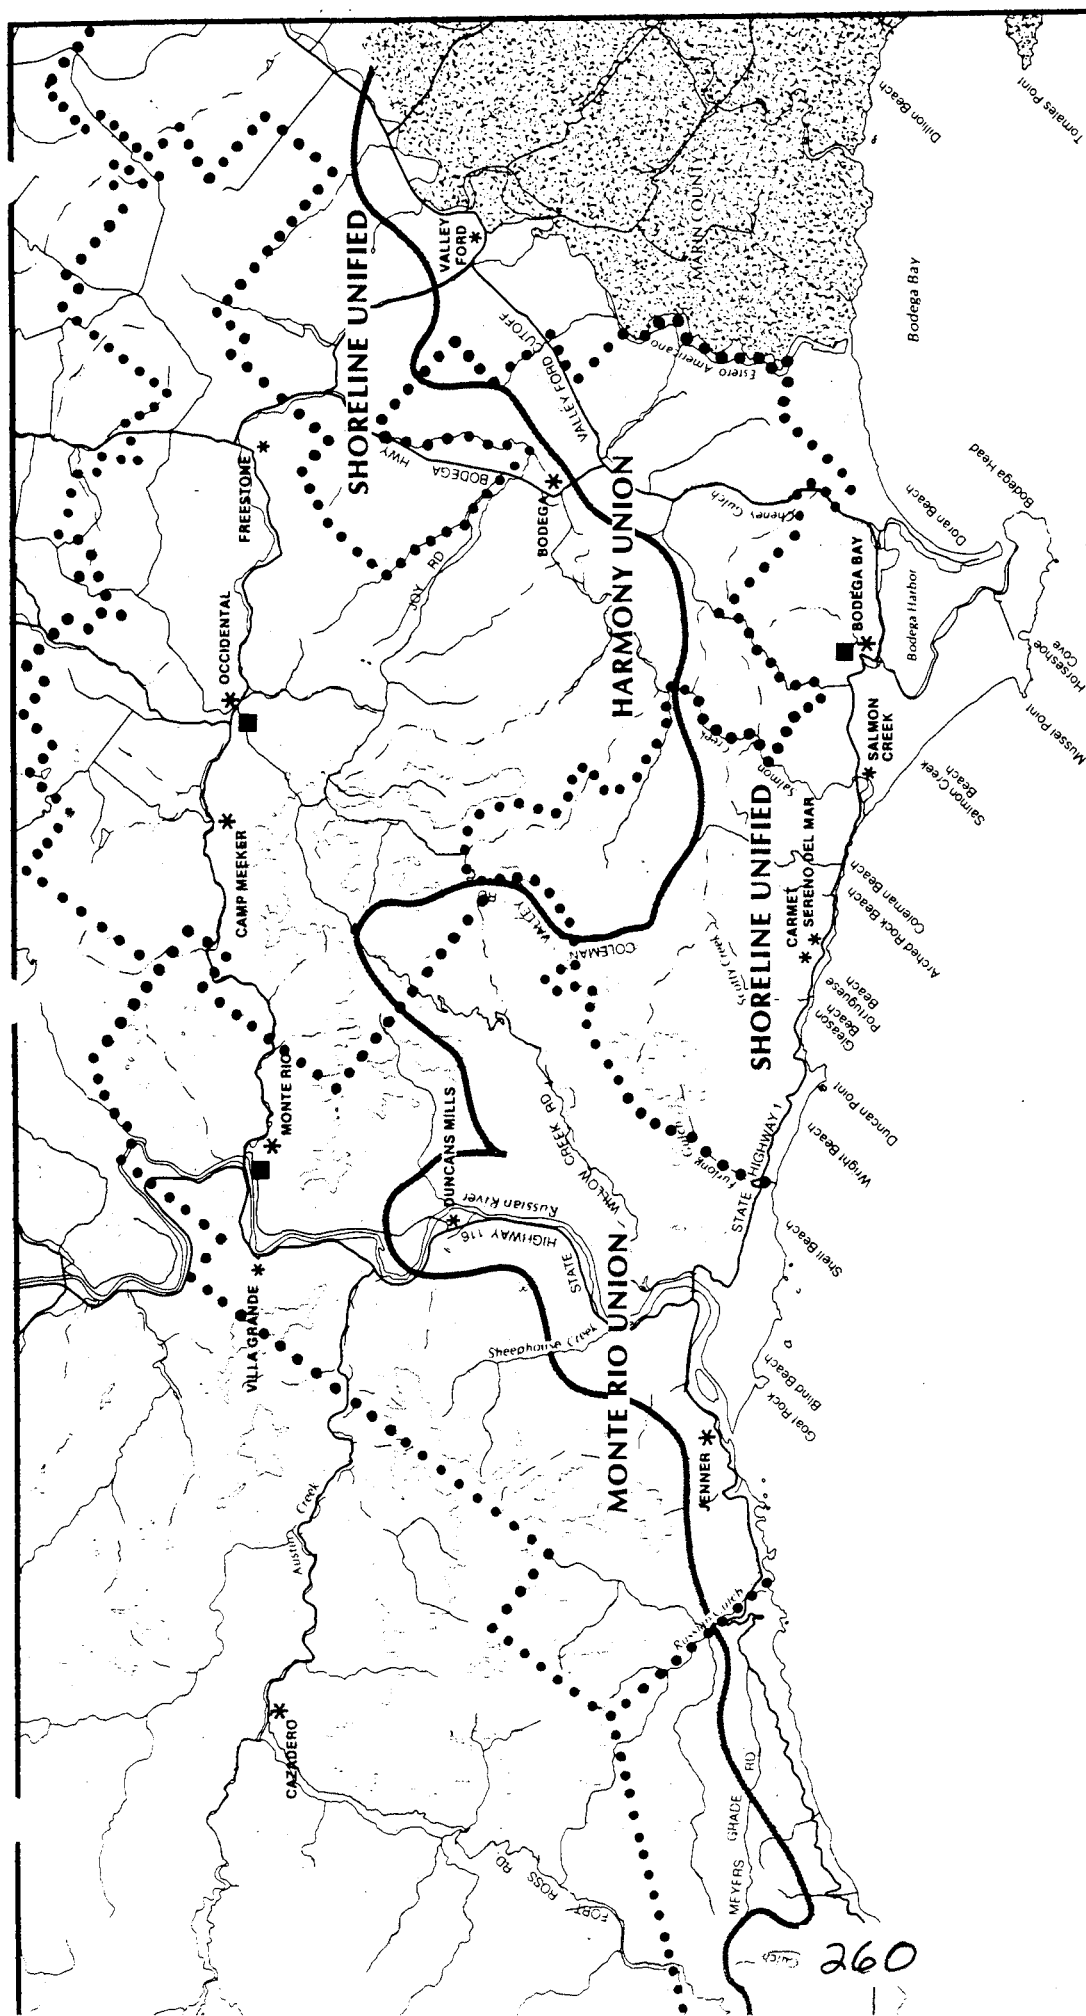 SHORELINE UNIFIED
VALLEY
FORD
MARIN COUNTY
Dillon Beach
Tomales Point
Bodega Bay
Estero Americano
VALLEY FORD CUTOFF
FREESTONE
BODEGA
HWY
BODEGA
JOY RD
HARMONY UNION
Cheney Gulch
Doran Beach
Bodega Head
Bodega Harbor
BODEGA BAY
Horseshoe
Cove
Mussel Point
OCCIDENTAL
CAMP MEEKER
Salmon
Creek
SALMON
CREEK
Salmon Creek
Beach
SHORELINE UNIFIED
CARMET
SERENO DEL MAR
Coleman Beach
Arched Rock Beach
Portuguese
Beach
Gleason
Beach
COLEMAN
VALLEY
RD
MONTE RIO
DUNCANS MILLS
WILLOW CREEK RD
Furlong Gulch
STATE HIGHWAY 1
Duncan Point
Wright Beach
Shell Beach
Russian River
STATE
HIGHWAY 116
VILLA GRANDE
Sheephouse Creek
MONTE RIO UNION
Blind Beach
Goat Rock
JENNER
Austin Creek
Russian Gulch
CAZADERO
MEYERS GRADE RD
FORT ROSS RD
Gulch
260